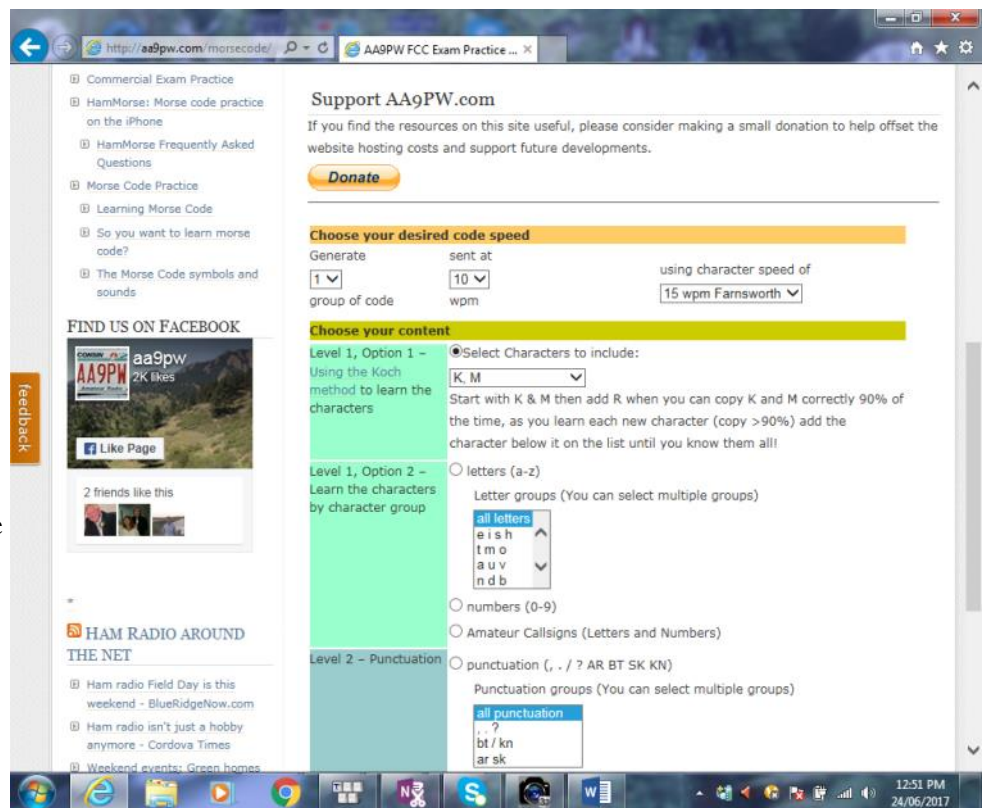 http://aa9pw.com/morsecode/
AA9PW FCC Exam Practice ...
Commercial Exam Practice
HamMorse: Morse code practice
on the iPhone
HamMorse Frequently Asked
Questions
Morse Code Practice
Learning Morse Code
So you want to learn morse
code?
The Morse Code symbols and
sounds
FIND US ON FACEBOOK
aa9pw
2K likes
AA9PW
Like Page
2 friends like this
HAM RADIO AROUND
THE NET
Ham radio Field Day is this
weekend - BlueRidgeNow.com
Ham radio isn't just a hobby
anymore - Cordova Times
Weekend events: Green homes
feedback
Support AA9PW.com
If you find the resources on this site useful, please consider making a small donation to help offset the
website hosting costs and support future developments.
Donate
Choose your desired code speed
Generate
1
group of code
sent at
10
wpm
using character speed of
15 wpm Farnsworth
Choose your content
Level 1, Option 1 –
Using the Koch
method to learn the
characters
Select Characters to include:
K, M
Start with K & M then add R when you can copy K and M correctly 90% of
the time, as you learn each new character (copy >90%) add the
character below it on the list until you know them all!
Level 1, Option 2 –
Learn the characters
by character group
letters (a-z)
Letter groups (You can select multiple groups)
all letters
e i s h
t m o
a u v
n d b
numbers (0-9)
Amateur Callsigns (Letters and Numbers)
Level 2 – Punctuation
punctuation (, . / ? AR BT SK KN)
Punctuation groups (You can select multiple groups)
all punctuation
, . ?
bt / kn
ar sk
12:51 PM
24/06/2017